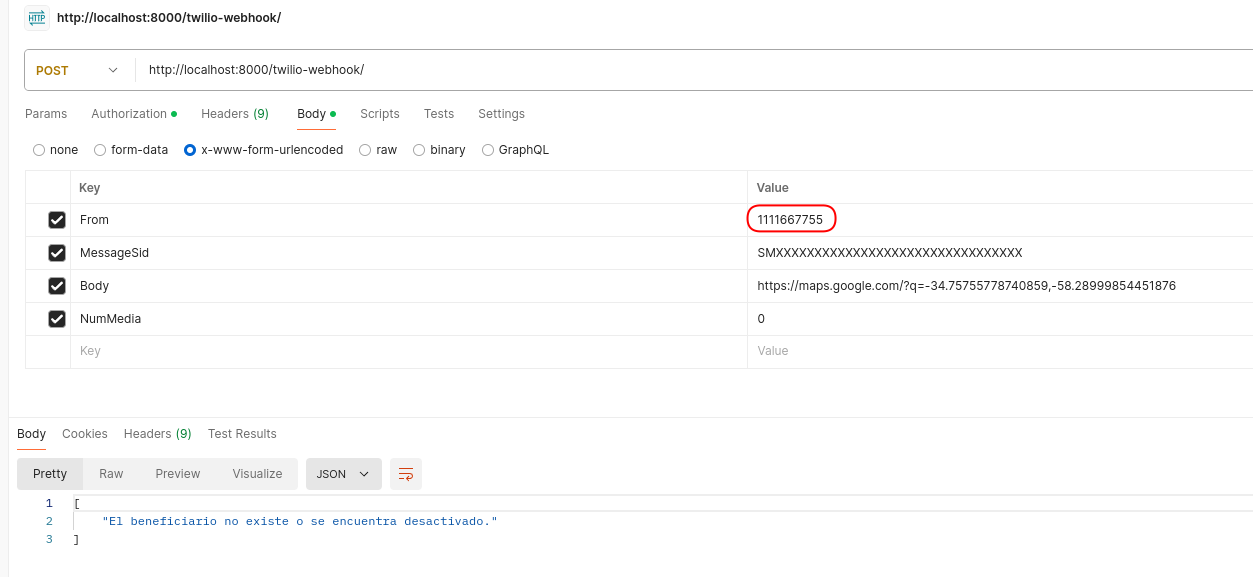 HTTP http://localhost:8000/twilio-webhook/
POST http://localhost:8000/twilio-webhook/
Params Authorization Headers (9) Body Scripts Tests Settings
none form-data x-www-form-urlencoded raw binary GraphQL
Key Value
From 1111667755
MessageSid SMXXXXXXXXXXXXXXXXXXXXXXXXXXXXXXXX
Body https://maps.google.com/?q=-34.75755778740859,-58.28999854451876
NumMedia 0
Key Value
Body Cookies Headers (9) Test Results
Pretty Raw Preview Visualize JSON
1 [
2 "El beneficiario no existe o se encuentra desactivado."
3 ]